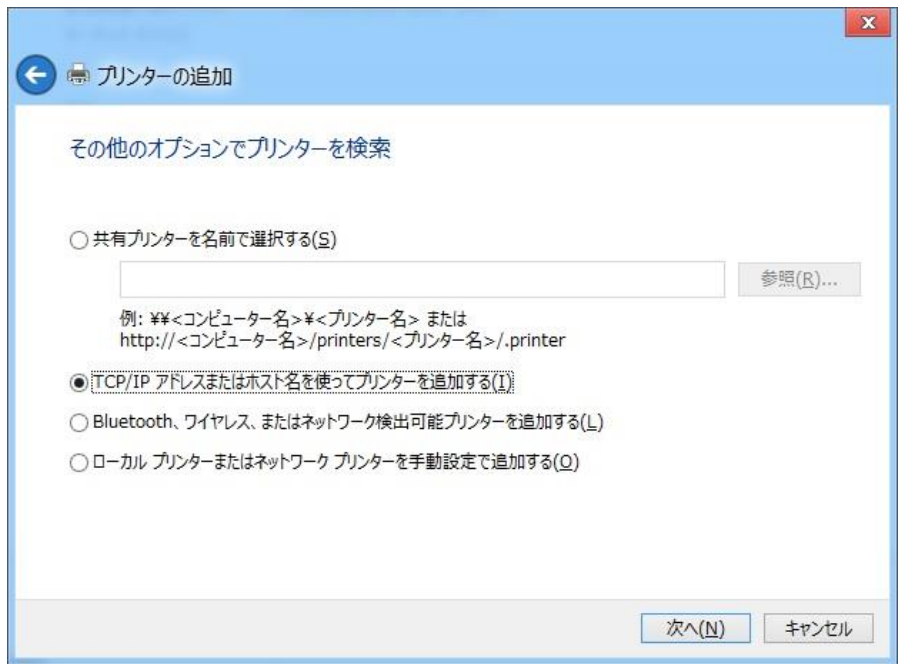 プリンターの追加
その他のオプションでプリンターを検索
共有プリンターを名前で選択する(S)
参照(R)...
例: ¥¥<コンピューター名>¥<プリンター名> または
http://<コンピューター名>/printers/<プリンター名>/.printer
TCP/IP アドレスまたはホスト名を使ってプリンターを追加する(I)
Bluetooth、ワイヤレス、またはネットワーク検出可能プリンターを追加する(L)
ローカル プリンターまたはネットワーク プリンターを手動設定で追加する(O)
次へ(N)
キャンセル